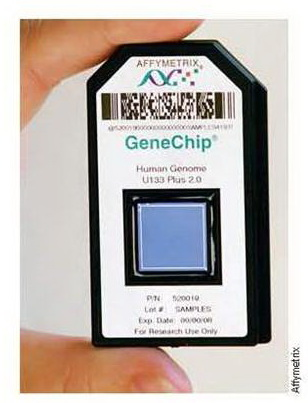 AFFYMETRIX
GeneChip®
Human Genome
U133 Plus 2.0
P/N: 520019
Lot #: SAMPLES
Exp. Date: 00/00/00
For Research Use Only
Affymetrix